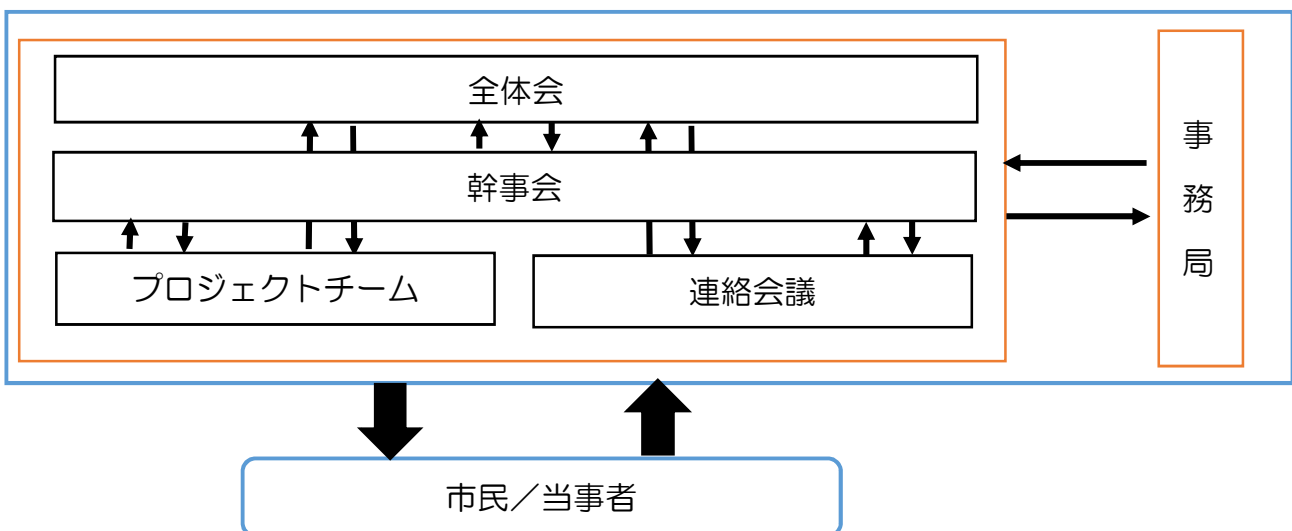 全体会
幹事会
プロジェクトチーム
連絡会議
事務局
市民／当事者